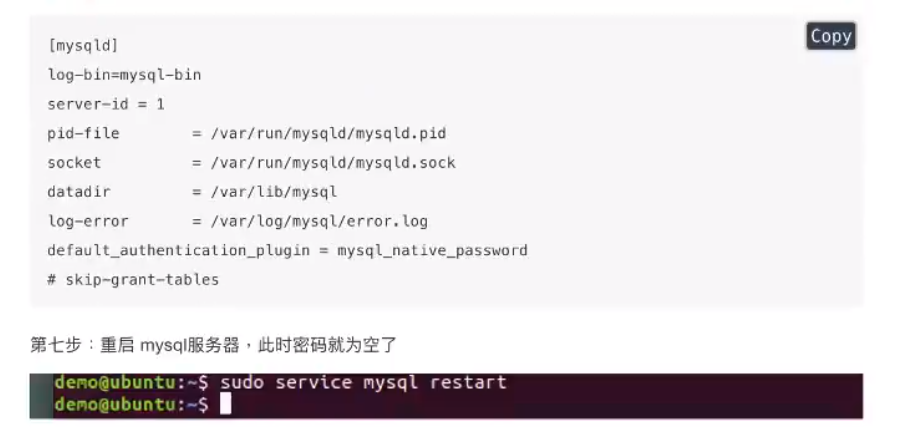 Copy
[mysqld]
log-bin=mysql-bin
server-id = 1
pid-file        = /var/run/mysqld/mysqld.pid
socket          = /var/run/mysqld/mysqld.sock
datadir         = /var/lib/mysql
log-error       = /var/log/mysql/error.log
default_authentication_plugin = mysql_native_password
# skip-grant-tables
第七步：重启 mysql服务器，此时密码就为空了
demo@ubuntu:~$ sudo service mysql restart
demo@ubuntu:~$